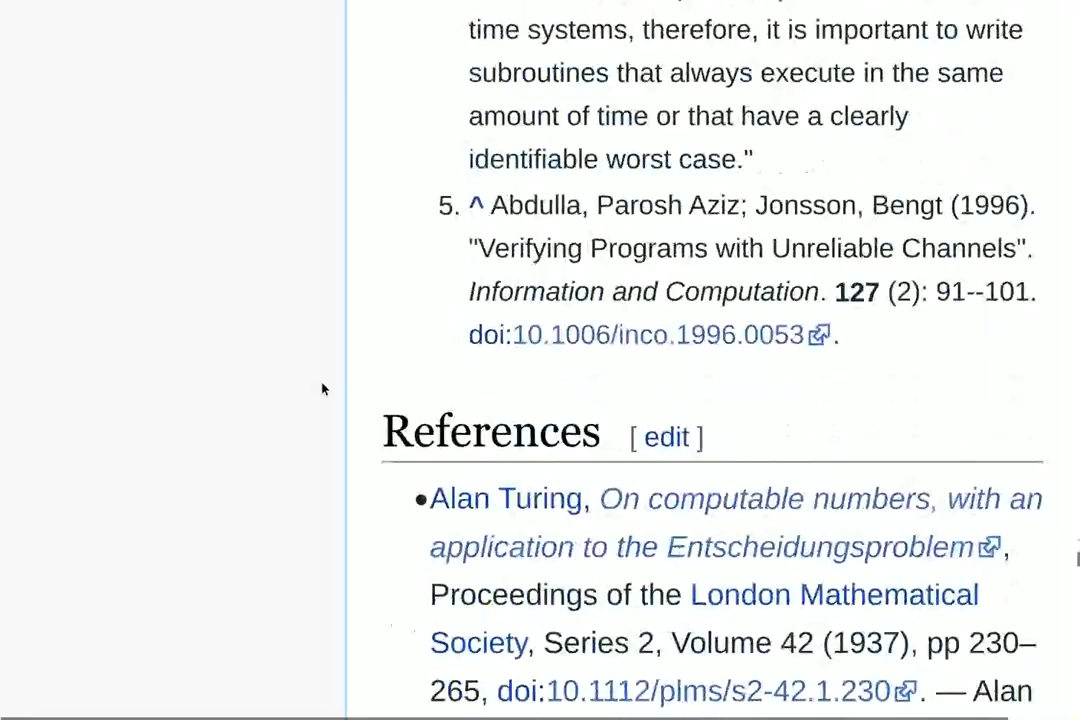 time systems, therefore, it is important to write
subroutines that always execute in the same
amount of time or that have a clearly
identifiable worst case."
5. ^ Abdulla, Parosh Aziz; Jonsson, Bengt (1996).
"Verifying Programs with Unreliable Channels".
Information and Computation. 127 (2): 91--101.
doi:10.1006/inco.1996.0053.
References [ edit ]
•Alan Turing, On computable numbers, with an
application to the Entscheidungsproblem,
Proceedings of the London Mathematical
Society, Series 2, Volume 42 (1937), pp 230–
265, doi:10.1112/plms/s2-42.1.230. — Alan